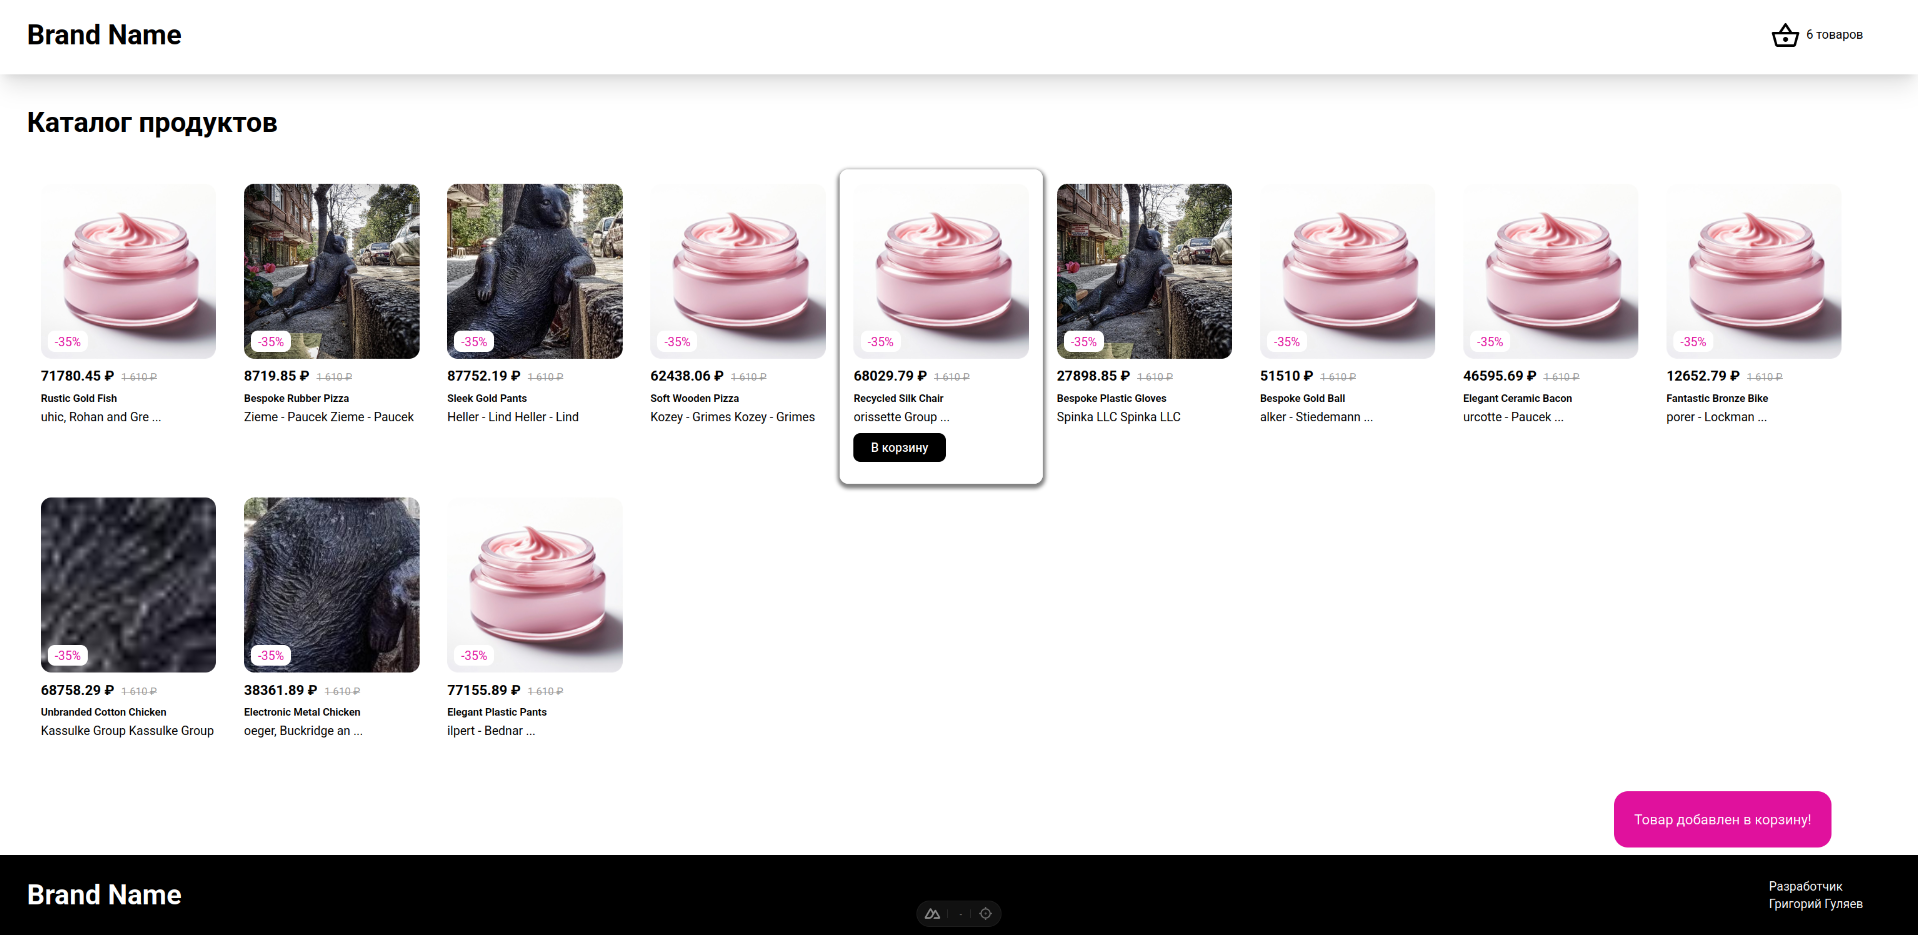 Brand Name
6 товаров
Каталог продуктов
-35%
-35%
-35%
-35%
-35%
-35%
-35%
-35%
-35%
71780.45 ₽ 1 610 ₽
8719.85 ₽ 1 610 ₽
87752.19 ₽ 1 610 ₽
62438.06 ₽ 1 610 ₽
68029.79 ₽ 1 610 ₽
27898.85 ₽ 1 610 ₽
51510 ₽ 1 610 ₽
46595.69 ₽ 1 610 ₽
12652.79 ₽ 1 610 ₽
Rustic Gold Fish
Bespoke Rubber Pizza
Sleek Gold Pants
Soft Wooden Pizza
Recycled Silk Chair
Bespoke Plastic Gloves
Bespoke Gold Ball
Elegant Ceramic Bacon
Fantastic Bronze Bike
uhic, Rohan and Gre ...
Zieme - Paucek Zieme - Paucek
Heller - Lind Heller - Lind
Kozey - Grimes Kozey - Grimes
orissette Group ...
Spinka LLC Spinka LLC
alker - Stiedemann ...
urcotte - Paucek ...
porer - Lockman ...
В корзину
-35%
-35%
-35%
68758.29 ₽ 1 610 ₽
38361.89 ₽ 1 610 ₽
77155.89 ₽ 1 610 ₽
Unbranded Cotton Chicken
Electronic Metal Chicken
Elegant Plastic Pants
Kassulke Group Kassulke Group
oeger, Buckridge an ...
ilpert - Bednar ...
Товар добавлен в корзину!
Brand Name
Разработчик
Григорий Гуляев